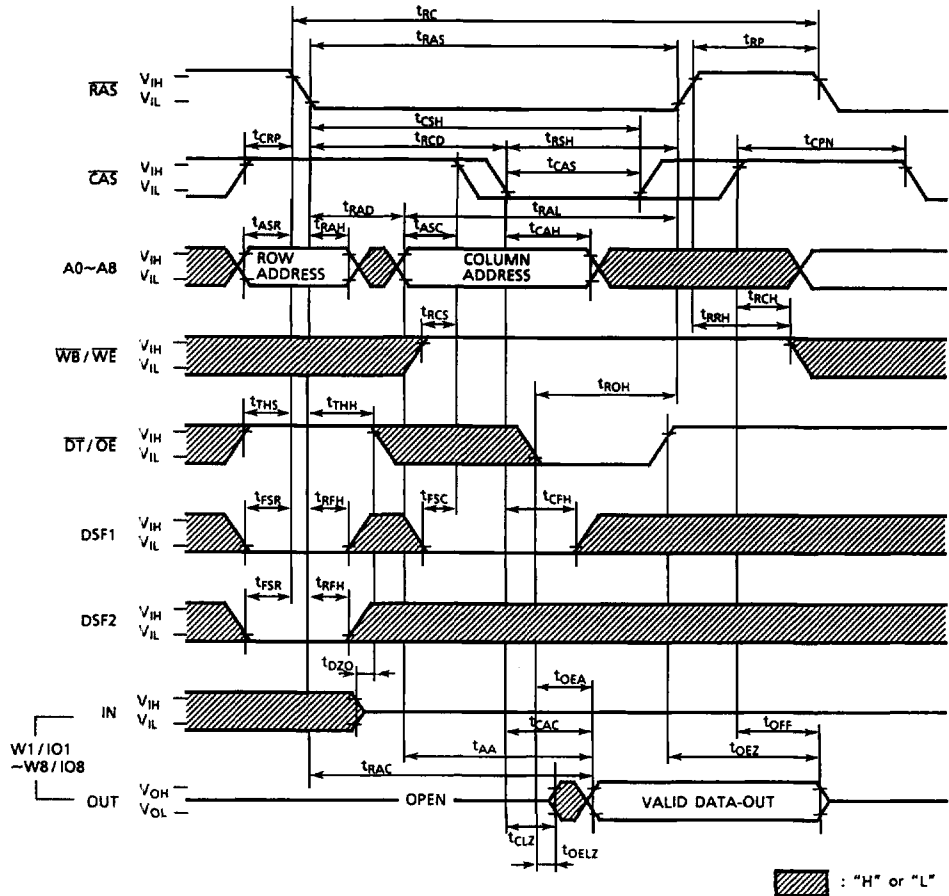 tRC
tRAS
tRP
RAS
VIH
VIL
tCSH
tCRP
tRCD
tRSH
tCPN
CAS
VIH
VIL
tCAS
tRAD
tRAL
tASR
tRAH
tASC
tCAH
A0~A8
VIH
VIL
ROW
ADDRESS
COLUMN
ADDRESS
tRCH
tRCS
tRRH
WB / WE
VIH
VIL
tROH
tTHS
tTHH
DT / OE
VIH
VIL
tFSR
tRFH
tFSC
tCFH
DSF1
VIH
VIL
tFSR
tRFH
DSF2
VIH
VIL
tDZO
tOEA
IN
VIH
VIL
tCAC
tOFF
W1 / IO1
~W8 / IO8
tAA
tOEZ
tRAC
OUT
VOH
VOL
OPEN
VALID DATA-OUT
tCLZ
tOELZ
: "H" or "L"